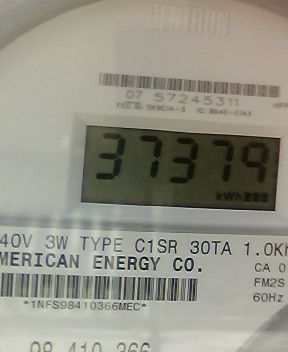 CENTRON
07 57245311
37379
kWh
40V 3W TYPE C1SR 30TA 1.0K
MERICAN ENERGY CO.
CA 0
FM2S
60Hz
*1NFS98410366MEC*
98 410 366